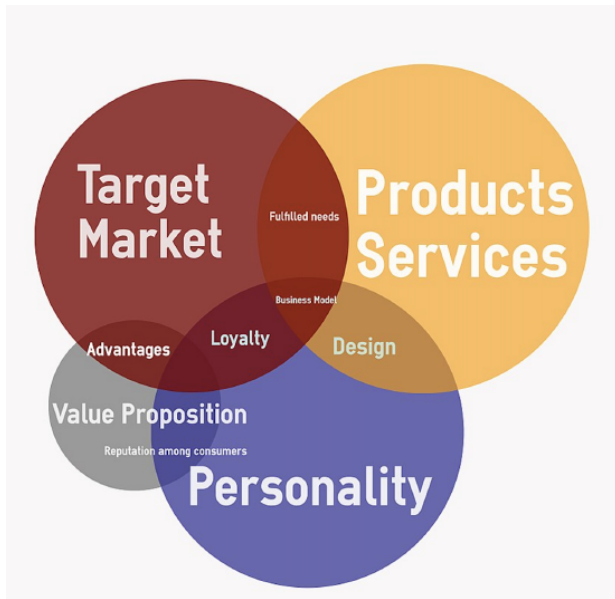 Target
Market
Products
Services
Fulfilled needs
Business Model
Loyalty
Design
Advantages
Value Proposition
Reputation among consumers
Personality